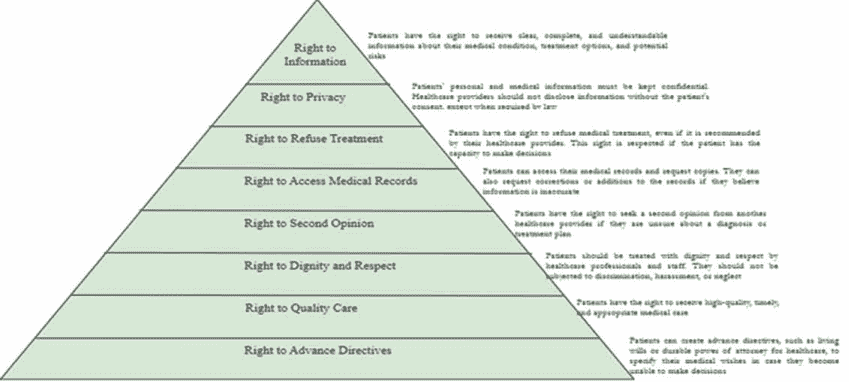 Right to
Information
Patients have the right to receive clear, complete, and understandable
information about their medical condition, treatment options, and potential
risks
Right to Privacy
Patients' personal and medical information must be kept confidential.
Healthcare providers should not disclose information without the patient's
consent, except when required by law
Right to Refuse Treatment
Patients have the right to refuse medical treatment, even if it is recommended
by their healthcare provider. This right is respected if the patient has the
capacity to make decisions
Right to Access Medical Records
Patients can access their medical records and request copies. They can
also request corrections or additions to the records if they believe
information is inaccurate
Right to Second Opinion
Patients have the right to seek a second opinion from another
healthcare provider if they are unsure about a diagnosis or
treatment plan
Right to Dignity and Respect
Patients should be treated with dignity and respect by
healthcare professionals and staff. They should not be
subjected to discrimination, harassment, or neglect
Right to Quality Care
Patients have the right to receive high-quality, timely,
and appropriate medical care
Right to Advance Directives
Patients can create advance directives, such as living
wills or durable power of attorney for healthcare, to
specify their medical wishes in case they become
unable to make decisions